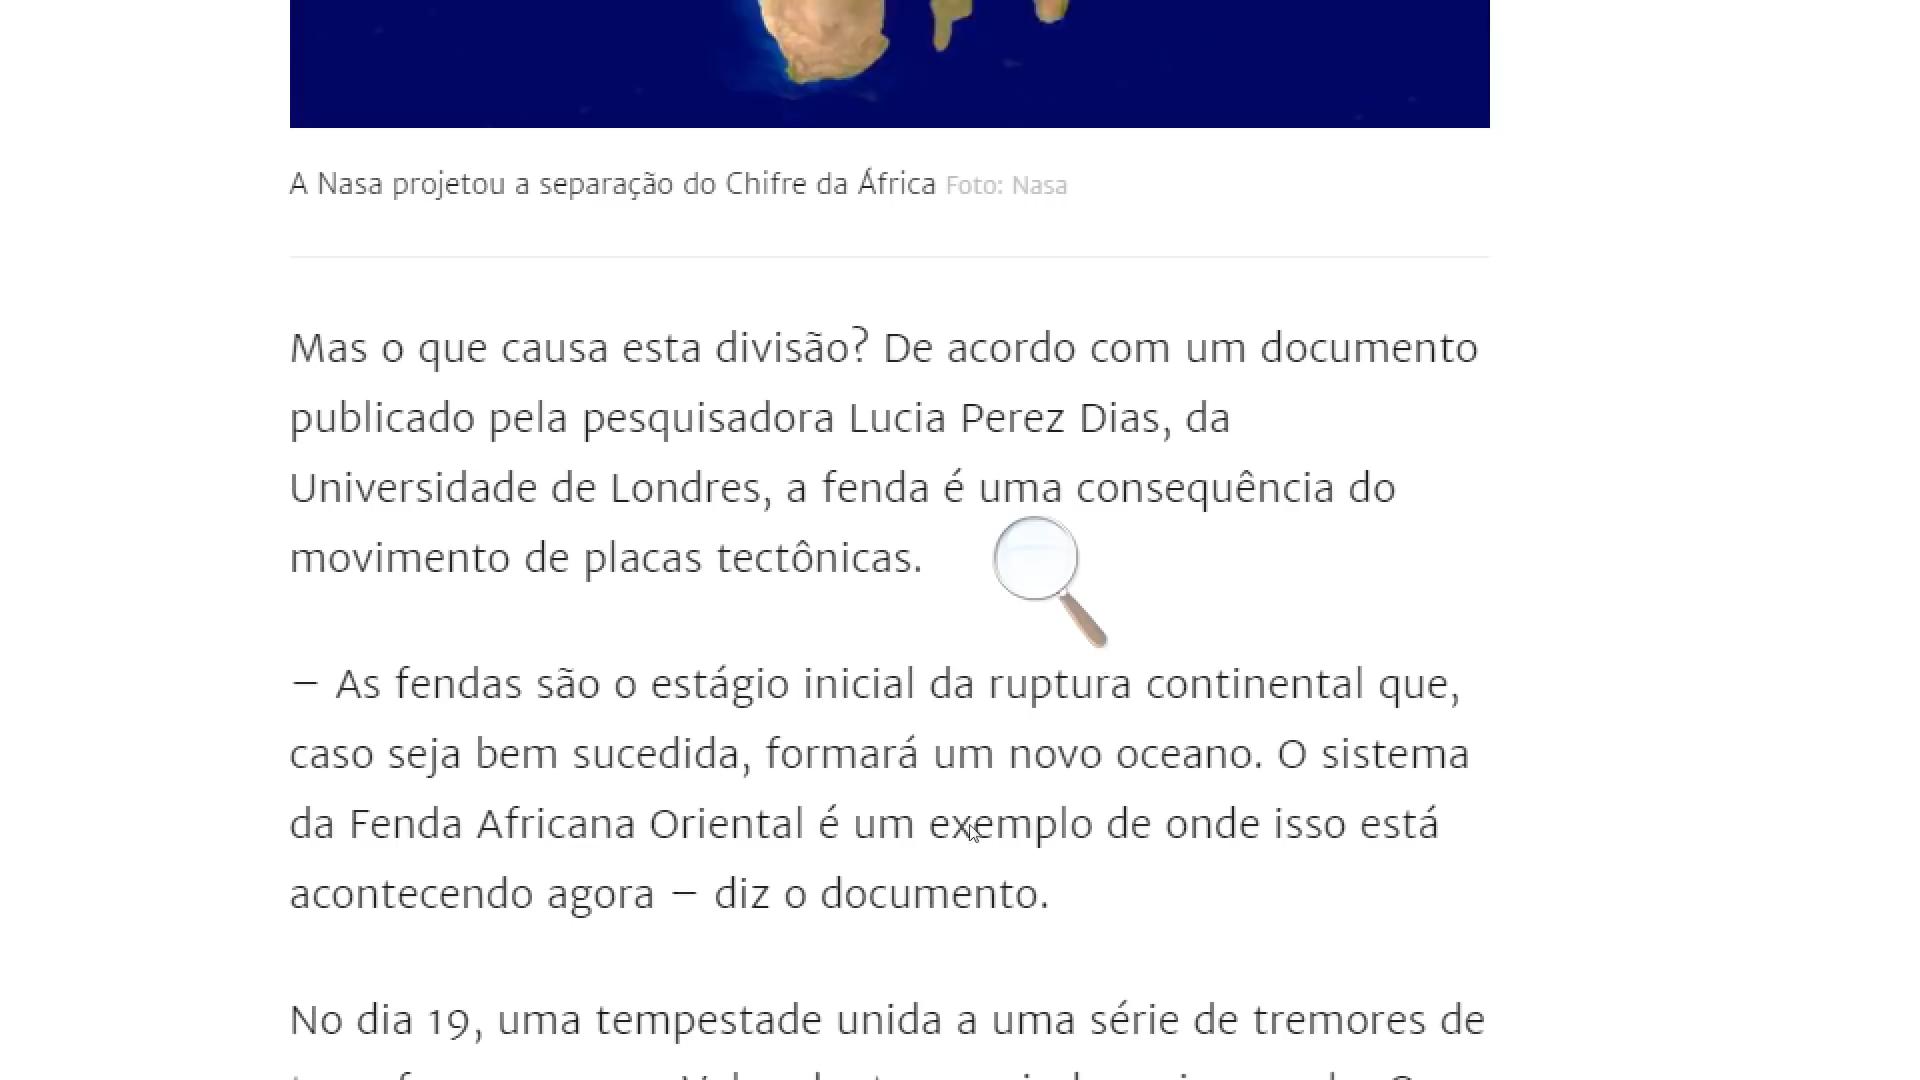 A Nasa projetou a separação do Chifre da África Foto: Nasa
Mas o que causa esta divisão? De acordo com um documento
publicado pela pesquisadora Lucia Perez Dias, da
Universidade de Londres, a fenda é uma consequência do
movimento de placas tectônicas.
– As fendas são o estágio inicial da ruptura continental que,
caso seja bem sucedida, formará um novo oceano. O sistema
da Fenda Africana Oriental é um exemplo de onde isso está
acontecendo agora – diz o documento.
No dia 19, uma tempestade unida a uma série de tremores de